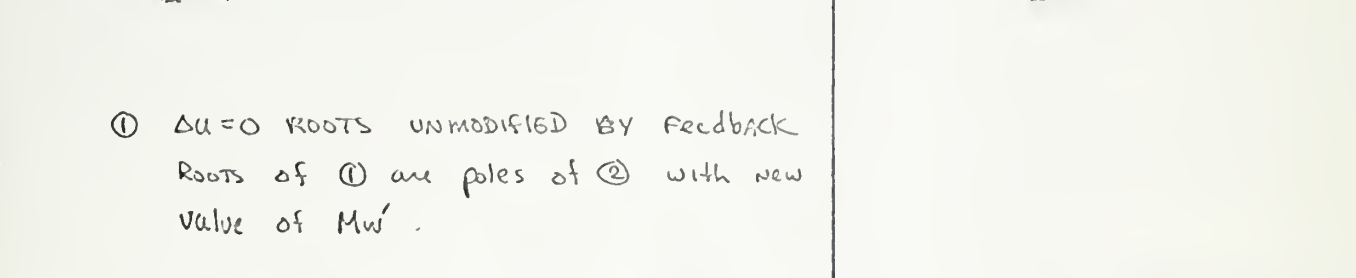 ① ΔU=0 ROOTS UNMODIFIED BY FeedbACK
ROOTS of ① are poles of ② with New
Value of Mw′.